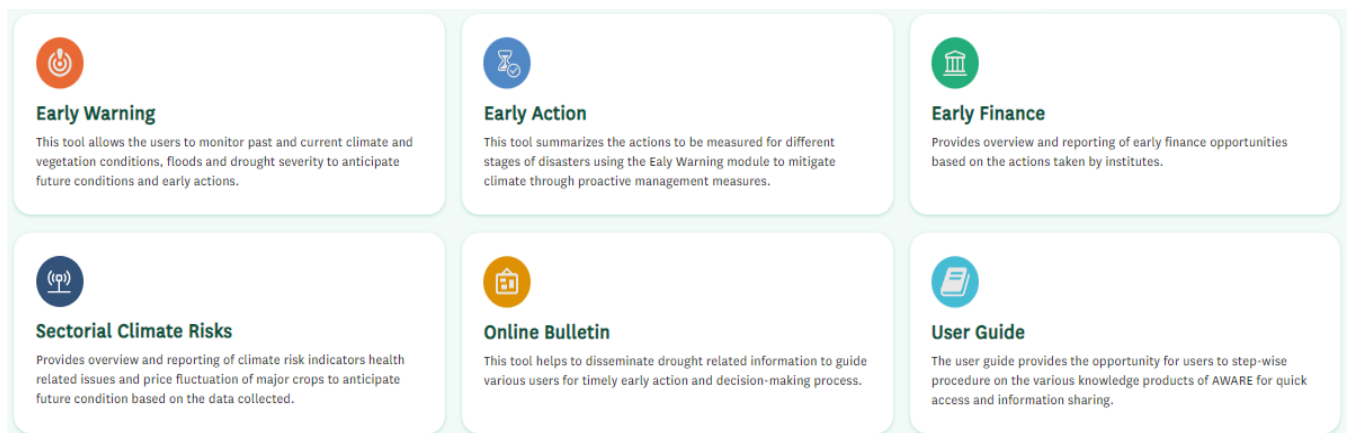 Early Warning
This tool allows the users to monitor past and current climate and
vegetation conditions, floods and drought severity to anticipate
future conditions and early actions.
Early Action
This tool summarizes the actions to be measured for different
stages of disasters using the Ealy Warning module to mitigate
climate through proactive management measures.
Early Finance
Provides overview and reporting of early finance opportunities
based on the actions taken by institutes.
Sectorial Climate Risks
Provides overview and reporting of climate risk indicators health
related issues and price fluctuation of major crops to anticipate
future condition based on the data collected.
Online Bulletin
This tool helps to disseminate drought related information to guide
various users for timely early action and decision-making process.
User Guide
The user guide provides the opportunity for users to step-wise
procedure on the various knowledge products of AWARE for quick
access and information sharing.